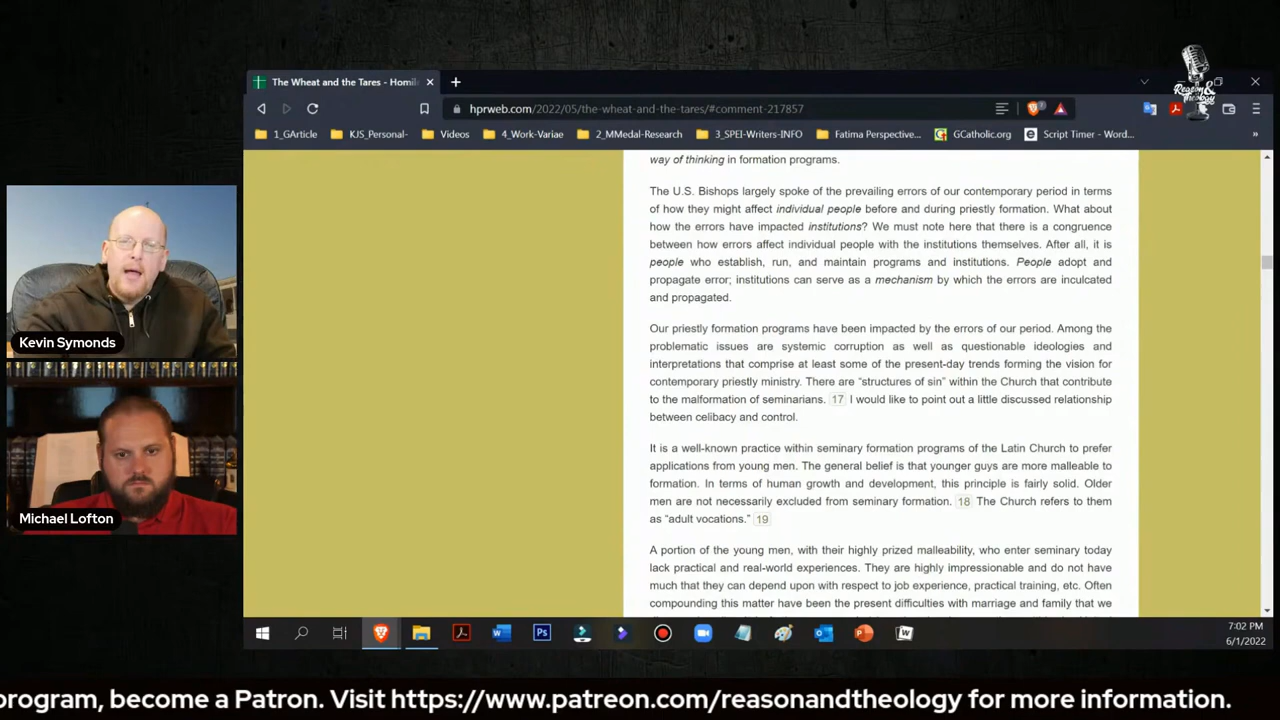 Reason &
Theology
The Wheat and the Tares - Homil
hprweb.com/2022/05/the-wheat-and-the-tares/#comment-217857
1_GArticle KJS_Personal- Videos 4_Work-Variae 2_MMedal-Research 3_SPEI-Writers-INFO Fatima Perspective... GCatholic.org Script Timer - Word...
way of thinking in formation programs.
The U.S. Bishops largely spoke of the prevailing errors of our contemporary period in terms
of how they might affect individual people before and during priestly formation. What about
how the errors have impacted institutions? We must note here that there is a congruence
between how errors affect individual people with the institutions themselves. After all, it is
people who establish, run, and maintain programs and institutions. People adopt and
propagate error; institutions can serve as a mechanism by which the errors are inculcated
and propagated.
Our priestly formation programs have been impacted by the errors of our period. Among the
problematic issues are systemic corruption as well as questionable ideologies and
interpretations that comprise at least some of the present-day trends forming the vision for
contemporary priestly ministry. There are “structures of sin” within the Church that contribute
to the malformation of seminarians. 17 I would like to point out a little discussed relationship
between celibacy and control.
It is a well-known practice within seminary formation programs of the Latin Church to prefer
applications from young men. The general belief is that younger guys are more malleable to
formation. In terms of human growth and development, this principle is fairly solid. Older
men are not necessarily excluded from seminary formation. 18 The Church refers to them
as “adult vocations.” 19
A portion of the young men, with their highly prized malleability, who enter seminary today
lack practical and real-world experiences. They are highly impressionable and do not have
much that they can depend upon with respect to job experience, practical training, etc. Often
compounding this matter have been the present difficulties with marriage and family that we
Kevin Symonds
Michael Lofton
7:02 PM
6/1/2022
program, become a Patron. Visit https://www.patreon.com/reasonandtheology for more information.